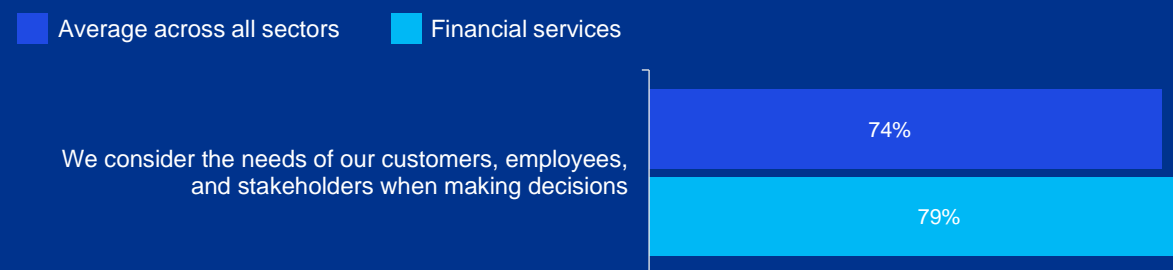 Average across all sectors
Financial services
We consider the needs of our customers, employees,
and stakeholders when making decisions
74%
79%